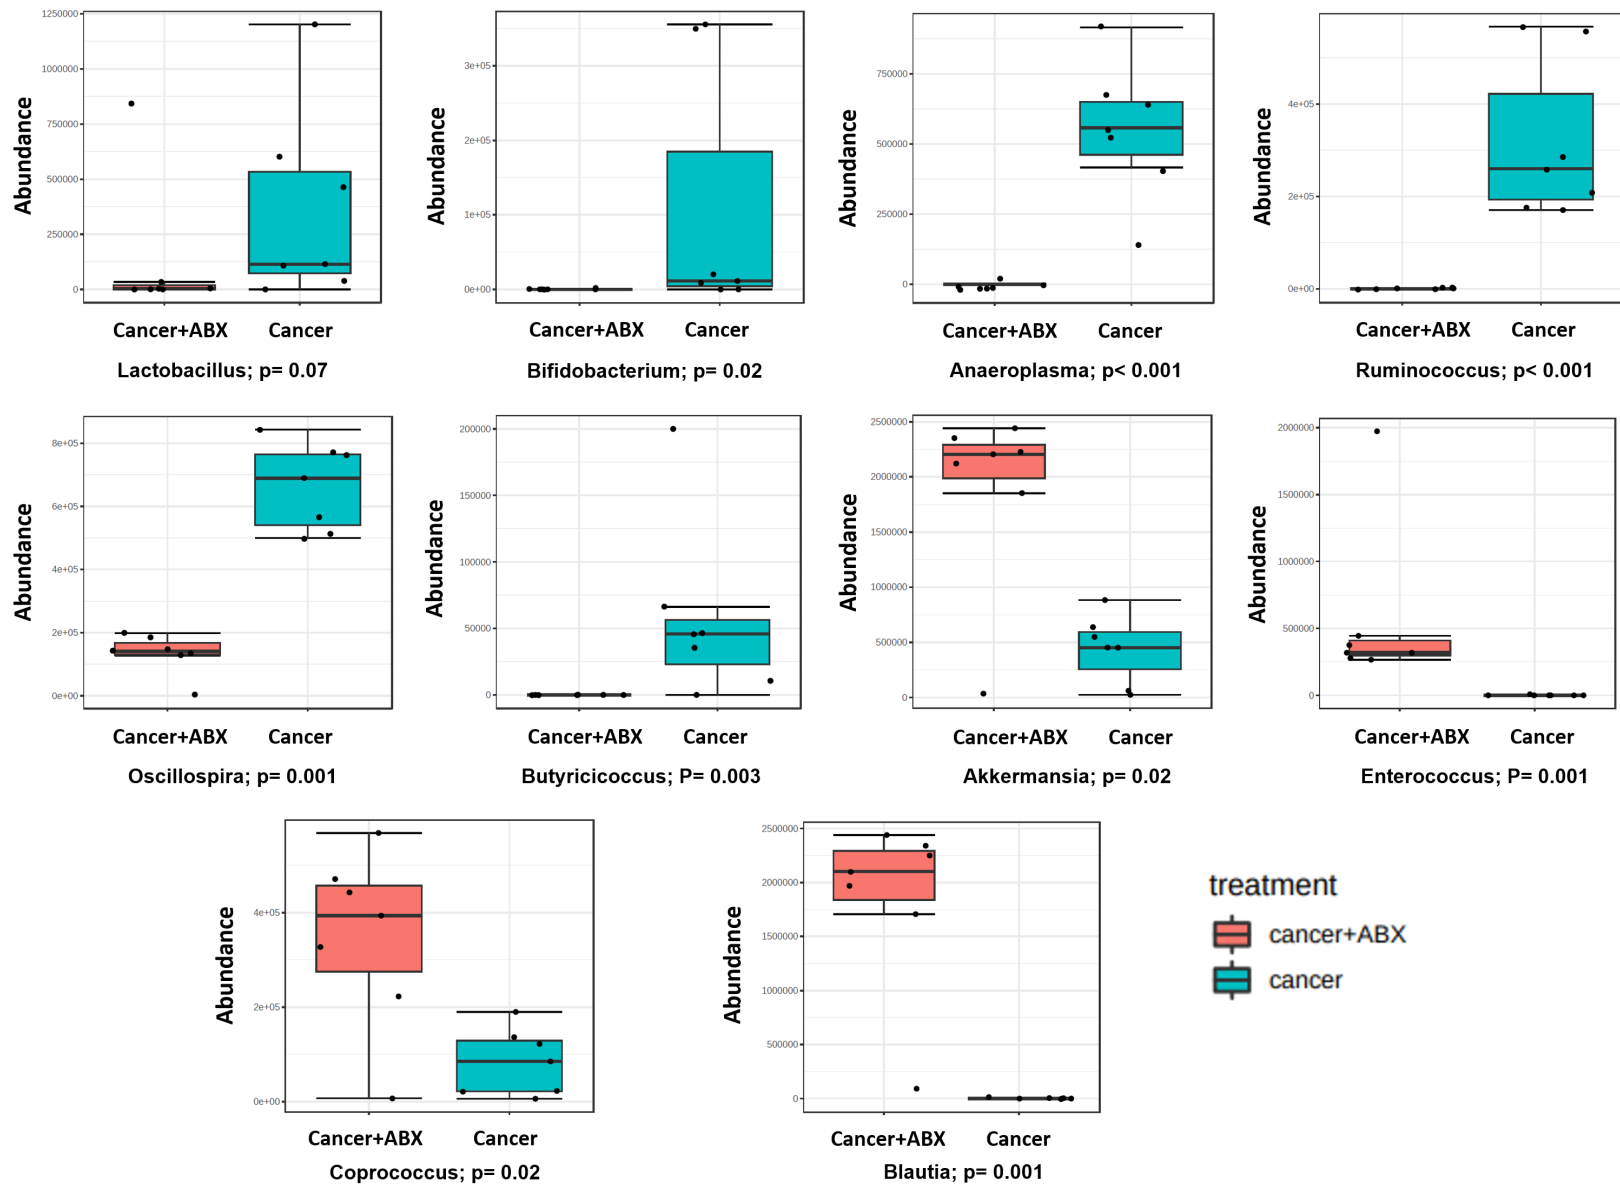 1250000
1000000
750000
500000
250000
0
Abundance
Cancer+ABX Cancer
Lactobacillus; p= 0.07
3e+05
2e+05
1e+05
0e+00
Abundance
Cancer+ABX Cancer
Bifidobacterium; p= 0.02
750000
500000
250000
0
Abundance
Cancer+ABX Cancer
Anaeroplasma; p< 0.001
4e+05
2e+05
0e+00
Abundance
Cancer+ABX Cancer
Ruminococcus; p< 0.001
8e+05
6e+05
4e+05
2e+05
0e+00
Abundance
Cancer+ABX Cancer
Oscillospira; p= 0.001
200000
150000
100000
50000
0
Abundance
Cancer+ABX Cancer
Butyricicoccus; P= 0.003
2500000
2000000
1500000
1000000
500000
0
Abundance
Cancer+ABX Cancer
Akkermansia; p= 0.02
2000000
1500000
1000000
500000
0
Abundance
Cancer+ABX Cancer
Enterococcus; P= 0.001
4e+05
2e+05
0e+00
Abundance
Cancer+ABX Cancer
Coprococcus; p= 0.02
2500000
2000000
1500000
1000000
500000
0
Abundance
Cancer+ABX Cancer
Blautia; p= 0.001
treatment
cancer+ABX
cancer